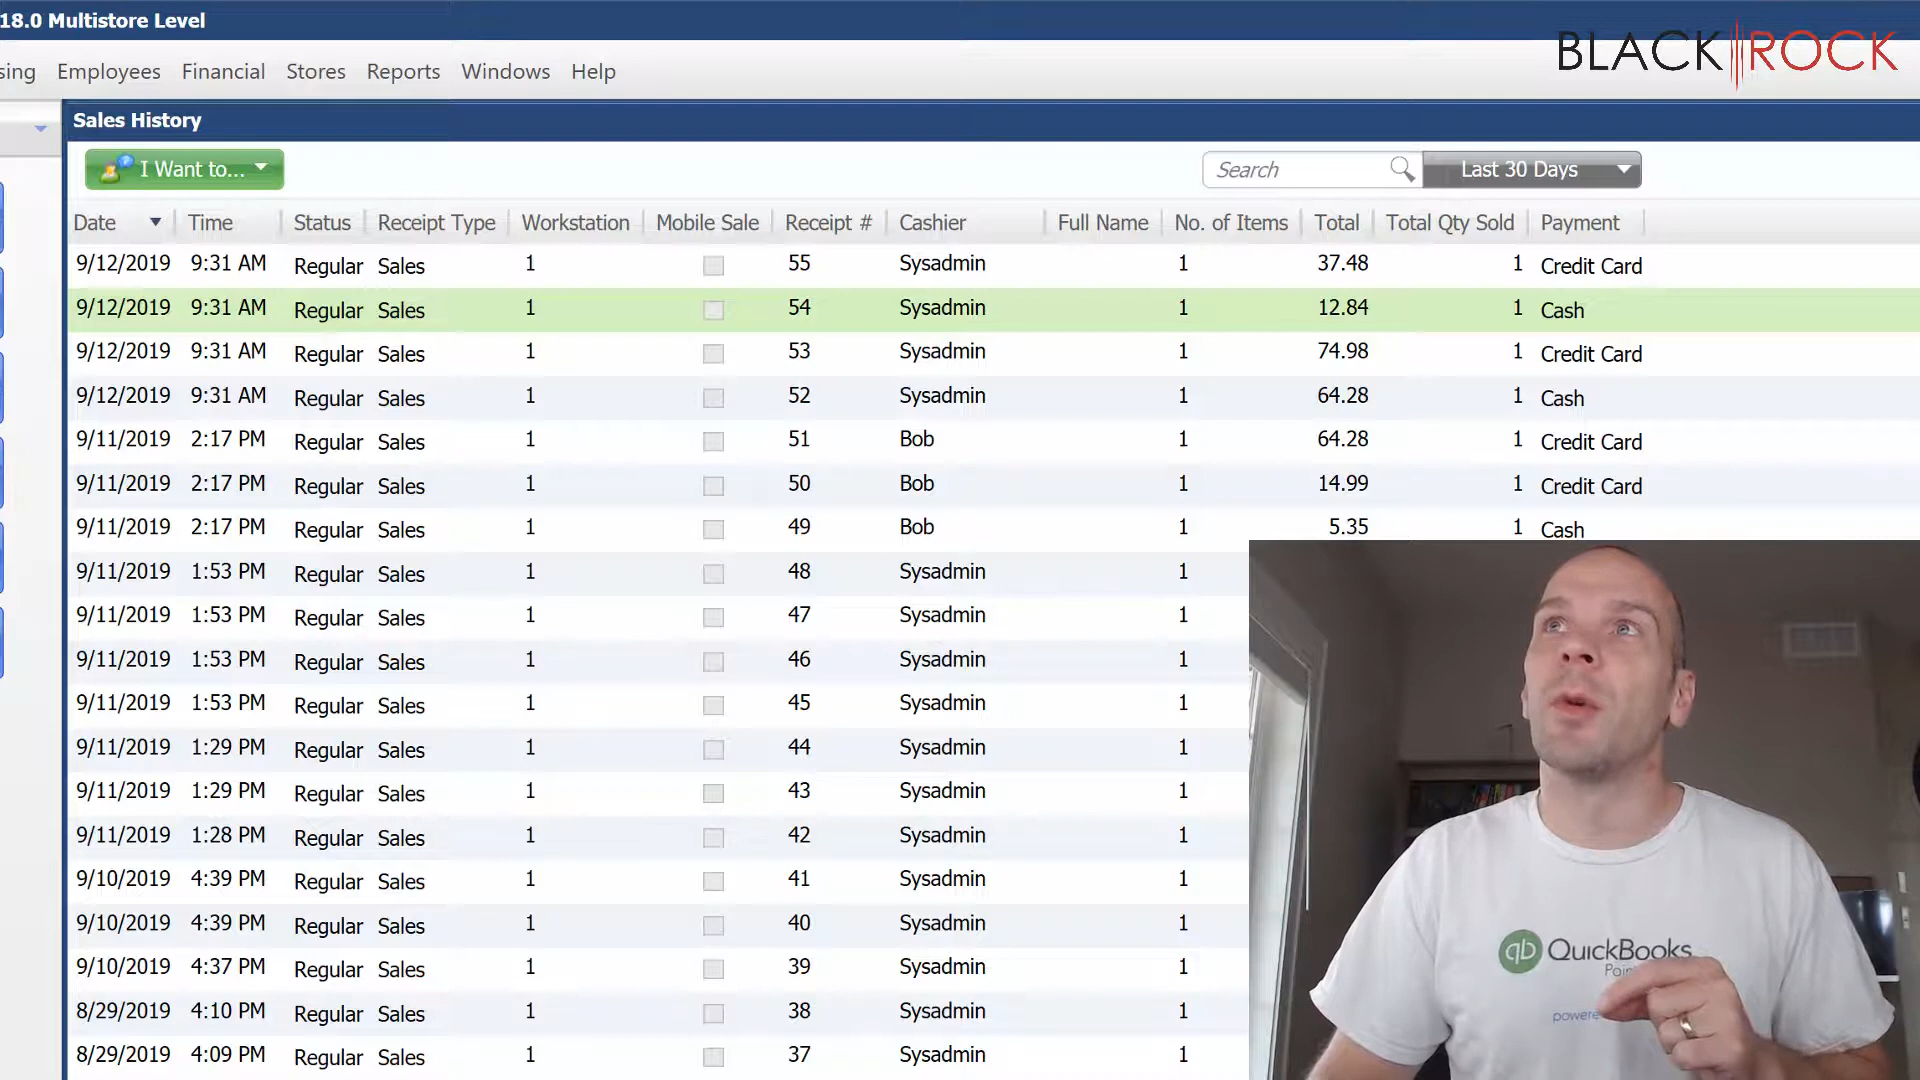 18.0 Multistore Level
BLACK ROCK
sing Employees Financial Stores Reports Windows Help
Sales History
I Want to...
Search
Last 30 Days
Date Time Status Receipt Type Workstation Mobile Sale Receipt # Cashier Full Name No. of Items Total Total Qty Sold Payment
9/12/2019 9:31 AM Regular Sales 1 55 Sysadmin 1 37.48 1 Credit Card
9/12/2019 9:31 AM Regular Sales 1 54 Sysadmin 1 12.84 1 Cash
9/12/2019 9:31 AM Regular Sales 1 53 Sysadmin 1 74.98 1 Credit Card
9/12/2019 9:31 AM Regular Sales 1 52 Sysadmin 1 64.28 1 Cash
9/11/2019 2:17 PM Regular Sales 1 51 Bob 1 64.28 1 Credit Card
9/11/2019 2:17 PM Regular Sales 1 50 Bob 1 14.99 1 Credit Card
9/11/2019 2:17 PM Regular Sales 1 49 Bob 1 5.35 1 Cash
9/11/2019 1:53 PM Regular Sales 1 48 Sysadmin 1
9/11/2019 1:53 PM Regular Sales 1 47 Sysadmin 1
9/11/2019 1:53 PM Regular Sales 1 46 Sysadmin 1
9/11/2019 1:53 PM Regular Sales 1 45 Sysadmin 1
9/11/2019 1:29 PM Regular Sales 1 44 Sysadmin 1
9/11/2019 1:29 PM Regular Sales 1 43 Sysadmin 1
9/11/2019 1:28 PM Regular Sales 1 42 Sysadmin 1
9/10/2019 4:39 PM Regular Sales 1 41 Sysadmin 1
9/10/2019 4:39 PM Regular Sales 1 40 Sysadmin 1
9/10/2019 4:37 PM Regular Sales 1 39 Sysadmin 1
8/29/2019 4:10 PM Regular Sales 1 38 Sysadmin 1
8/29/2019 4:09 PM Regular Sales 1 37 Sysadmin 1
qb QuickBooks
Poin
powere